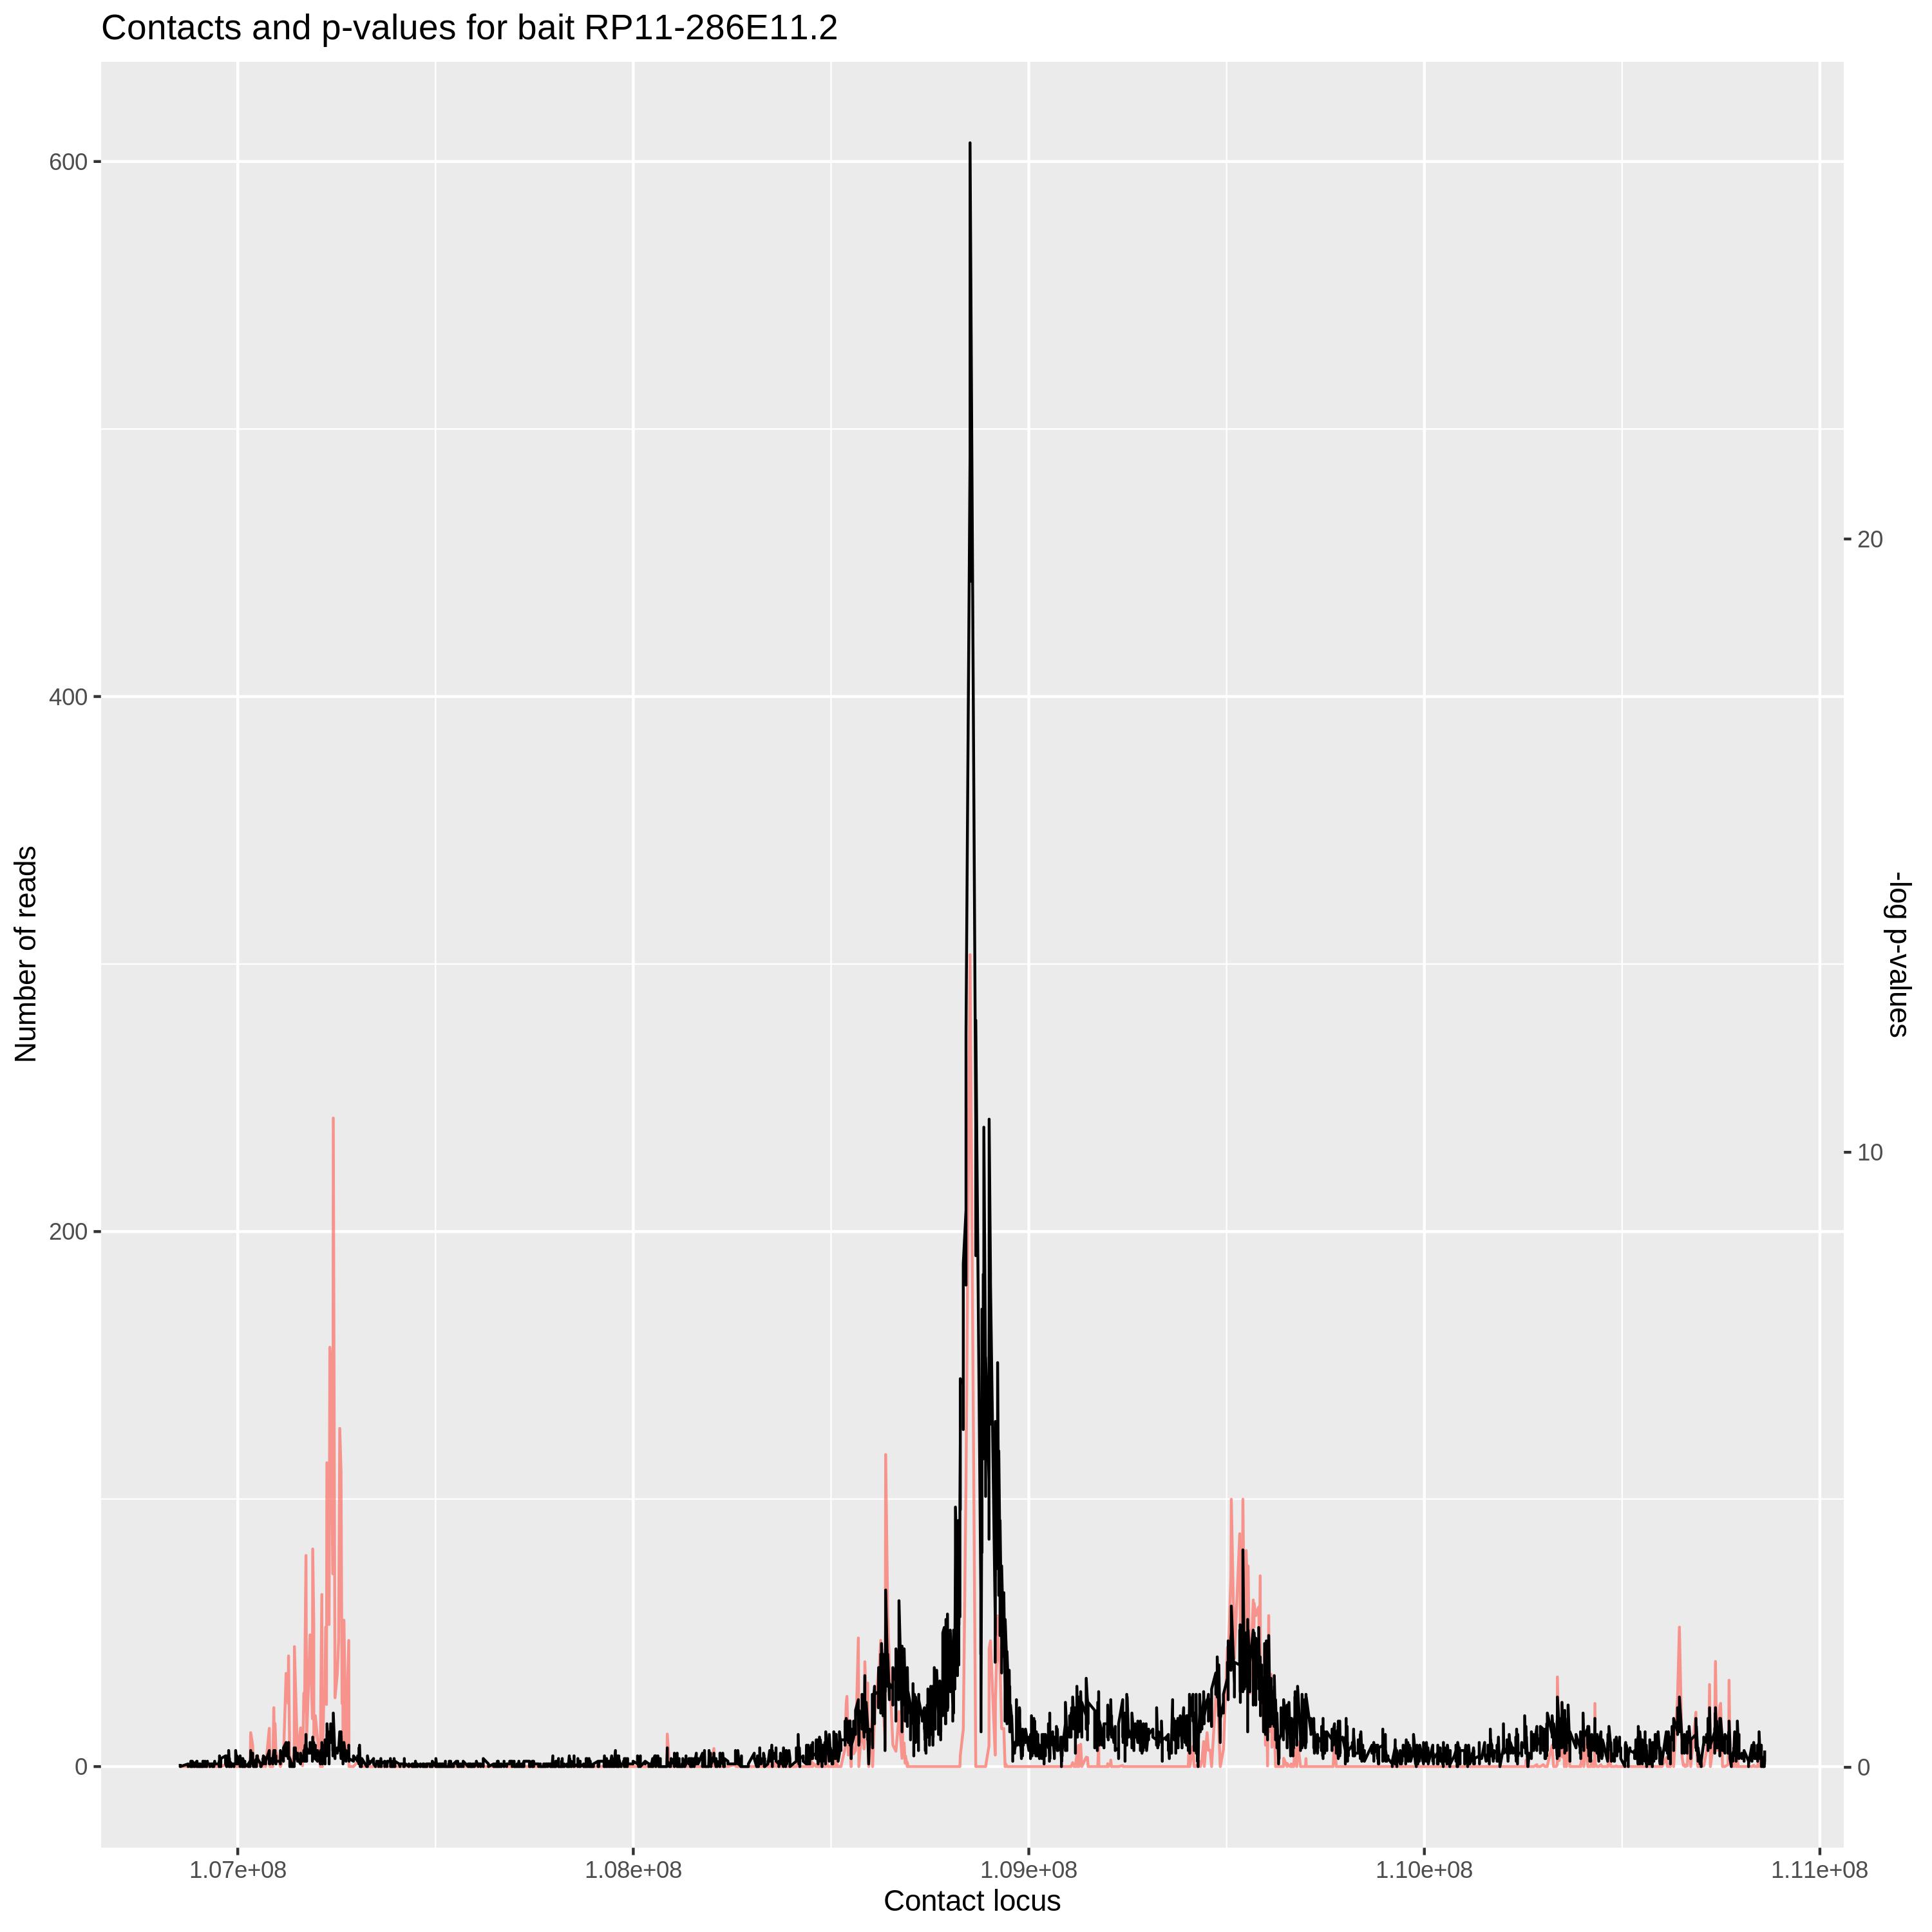 Contacts and p-values for bait RP11-286E11.2
600
400
200
0
Number of reads
20
10
0
-log p-values
1.07e+08
1.08e+08
1.09e+08
1.10e+08
1.11e+08
Contact locus